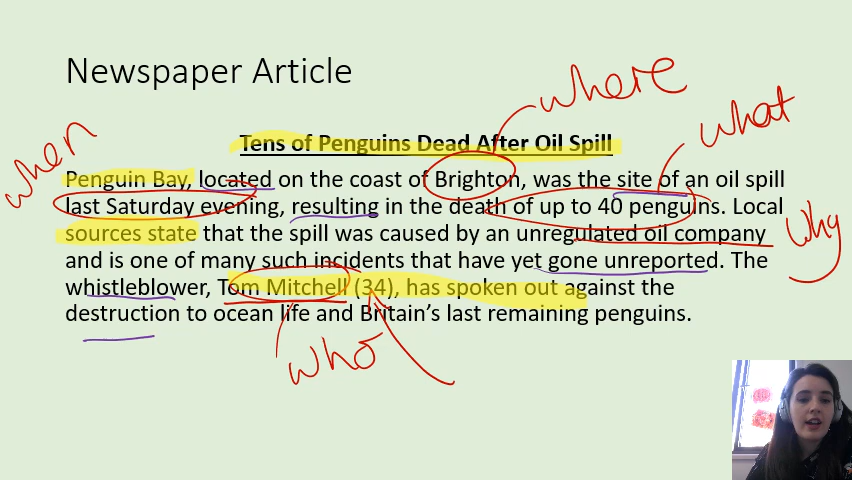 Newspaper Article
where
what
when
Tens of Penguins Dead After Oil Spill
Penguin Bay, located on the coast of Brighton, was the site of an oil spill
last Saturday evening, resulting in the death of up to 40 penguins. Local
sources state that the spill was caused by an unregulated oil company
why
and is one of many such incidents that have yet gone unreported. The
whistleblower, Tom Mitchell (34), has spoken out against the
destruction to ocean life and Britain's last remaining penguins.
who